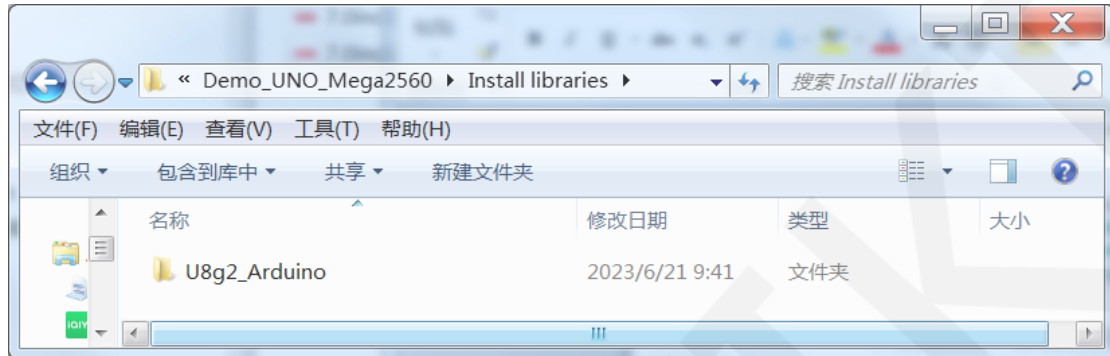 « Demo_UNO_Mega2560 Install libraries 搜索 Install libraries
文件(F) 编辑(E) 查看(V) 工具(T) 帮助(H)
组织 包含到库中 共享 新建文件夹
名称 修改日期 类型 大小
U8g2_Arduino 2023/6/21 9:41 文件夹